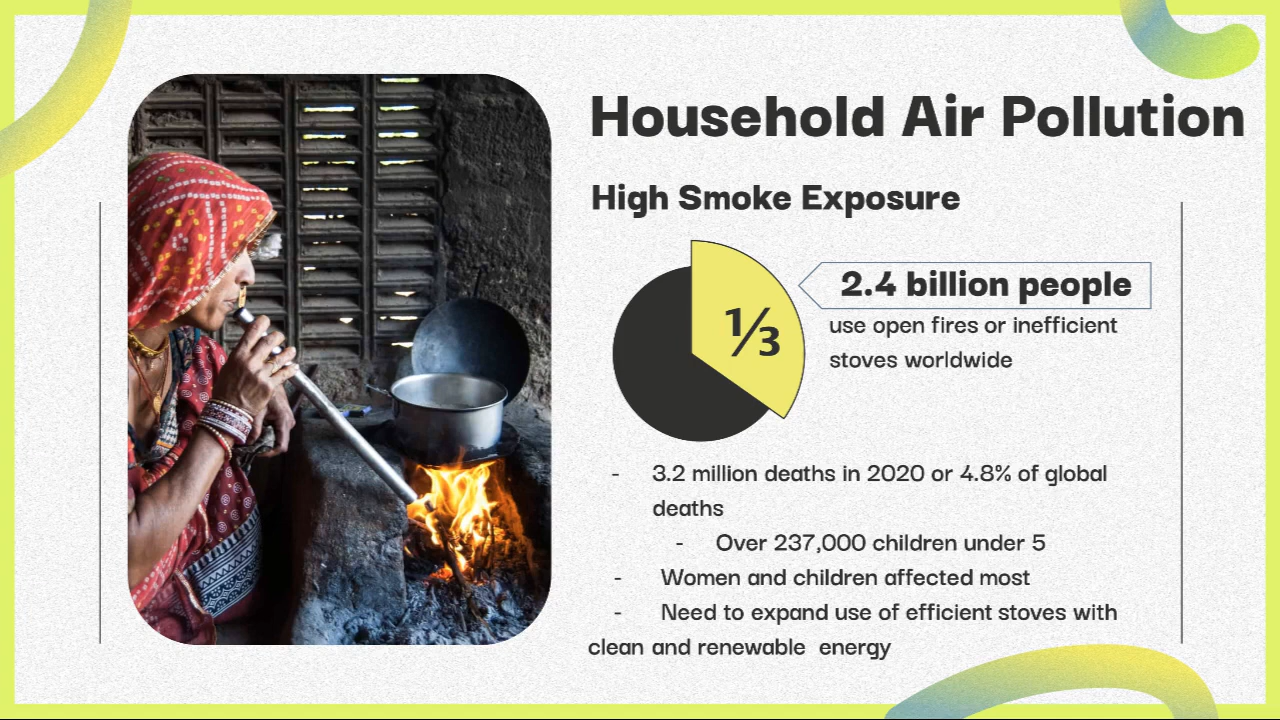 Household Air Pollution
High Smoke Exposure
⅓
2.4 billion people
use open fires or inefficient
stoves worldwide
- 3.2 million deaths in 2020 or 4.8% of global
deaths
- Over 237,000 children under 5
- Women and children affected most
- Need to expand use of efficient stoves with
clean and renewable  energy